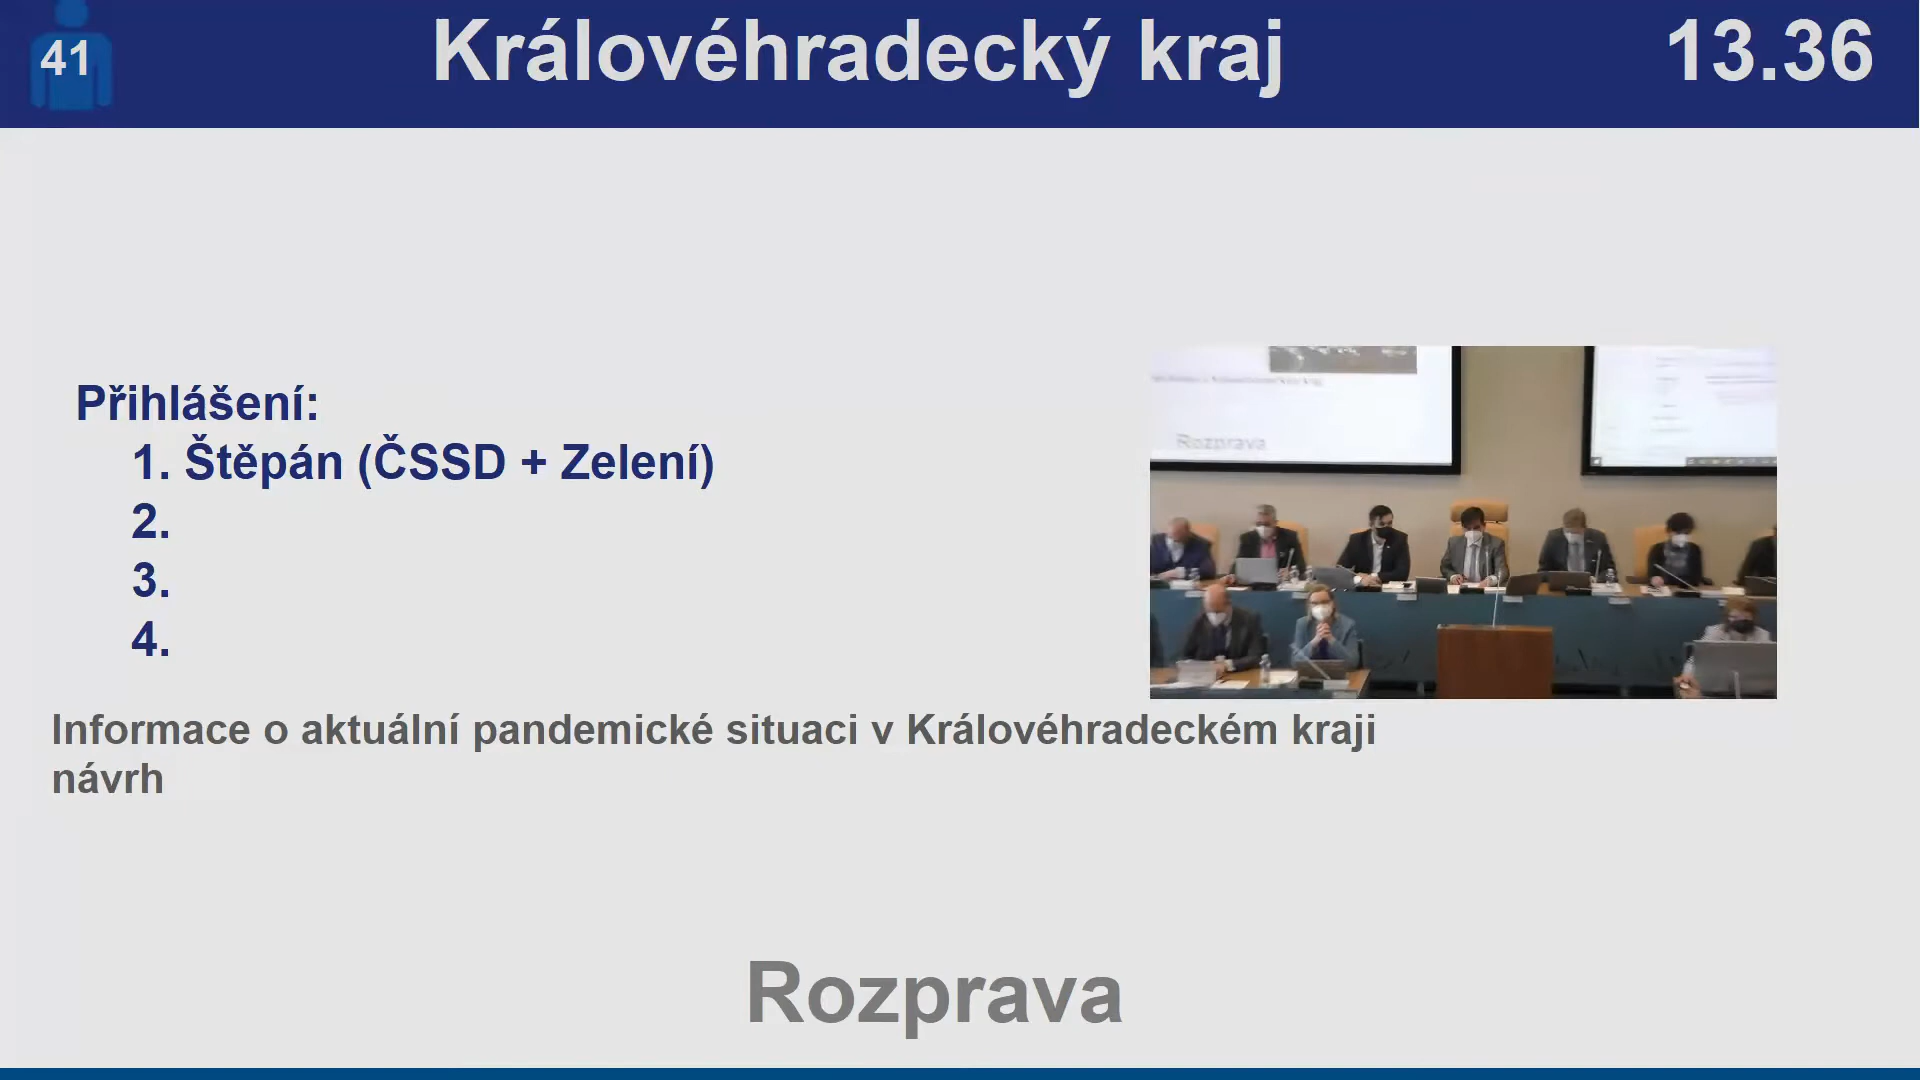 41
Královéhradecký kraj
13.36
Přihlášení:
1. Štěpán (ČSSD + Zelení)
2.
3.
4.
Rozprava
Informace o aktuální pandemické situaci v Královéhradeckém kraji
návrh
Rozprava